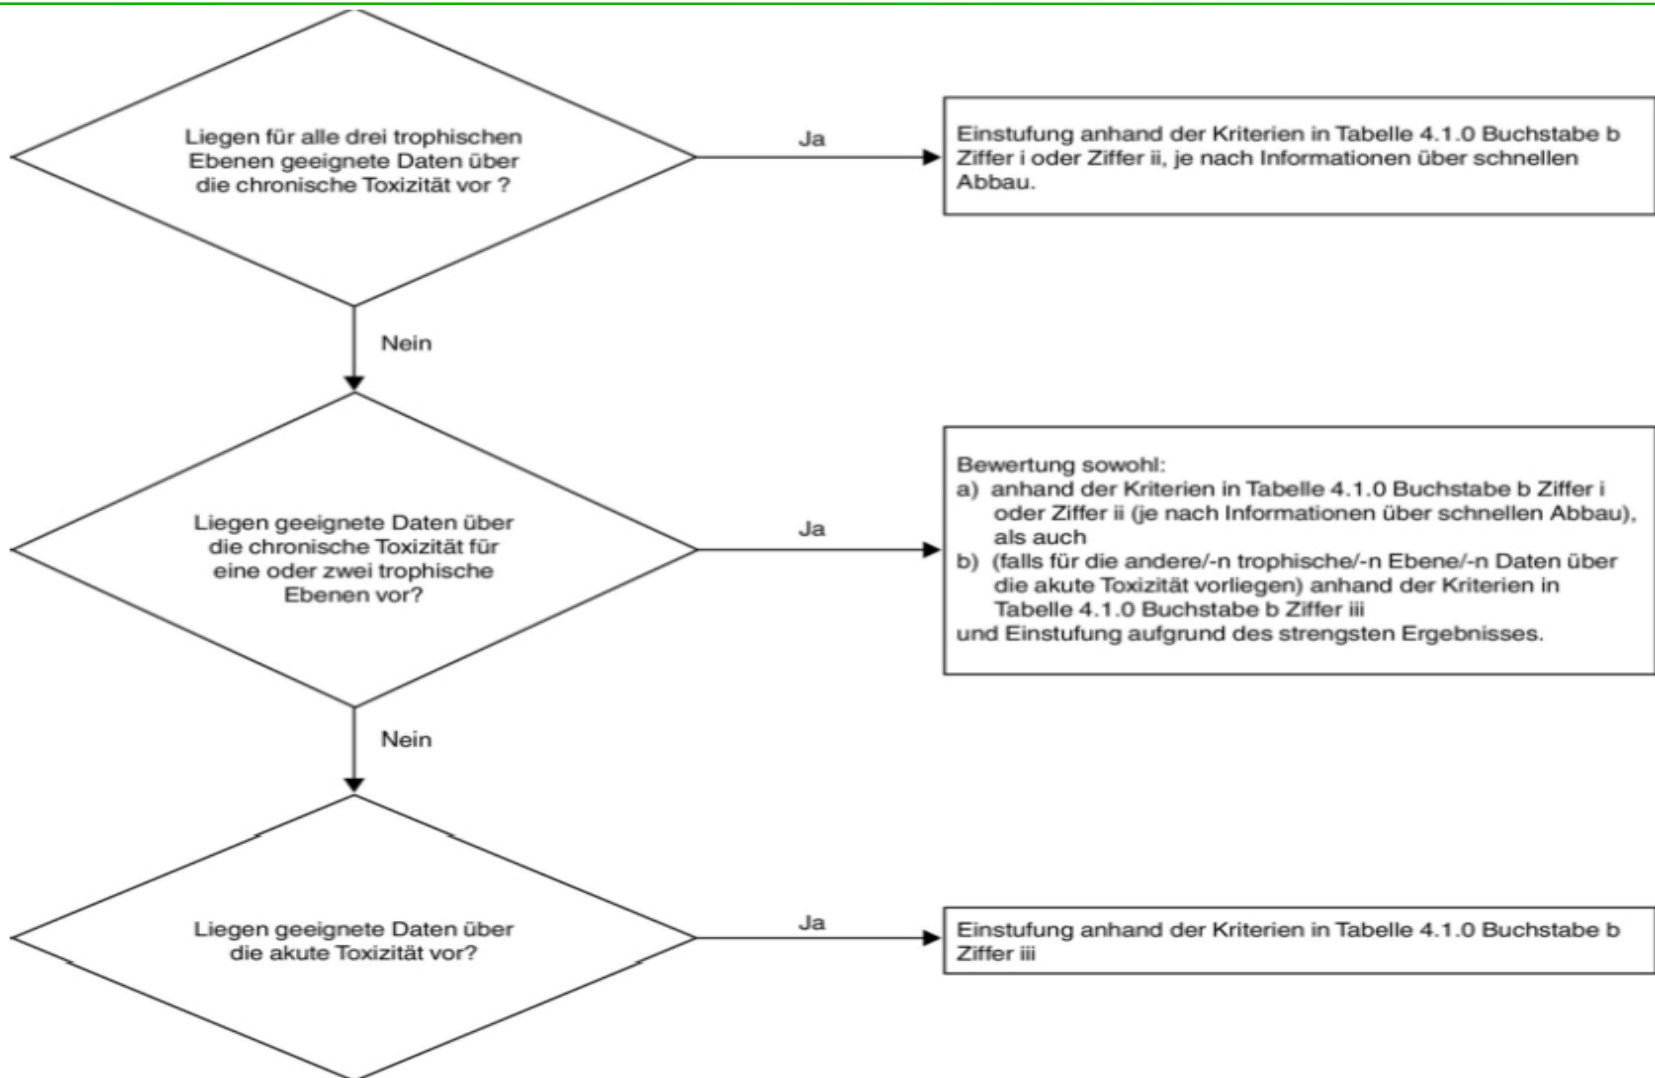 Liegen für alle drei trophischen
Ebenen geeignete Daten über
die chronische Toxizität vor ?
Ja
Einstufung anhand der Kriterien in Tabelle 4.1.0 Buchstabe b
Ziffer i oder Ziffer ii, je nach Informationen über schnellen
Abbau.
Nein
Liegen geeignete Daten über
die chronische Toxizität für
eine oder zwei trophische
Ebenen vor?
Ja
Bewertung sowohl:
a) anhand der Kriterien in Tabelle 4.1.0 Buchstabe b Ziffer i
oder Ziffer ii (je nach Informationen über schnellen Abbau),
als auch
b) (falls für die andere/-n trophische/-n Ebene/-n Daten über
die akute Toxizität vorliegen) anhand der Kriterien in
Tabelle 4.1.0 Buchstabe b Ziffer iii
und Einstufung aufgrund des strengsten Ergebnisses.
Nein
Liegen geeignete Daten über
die akute Toxizität vor?
Ja
Einstufung anhand der Kriterien in Tabelle 4.1.0 Buchstabe b
Ziffer iii